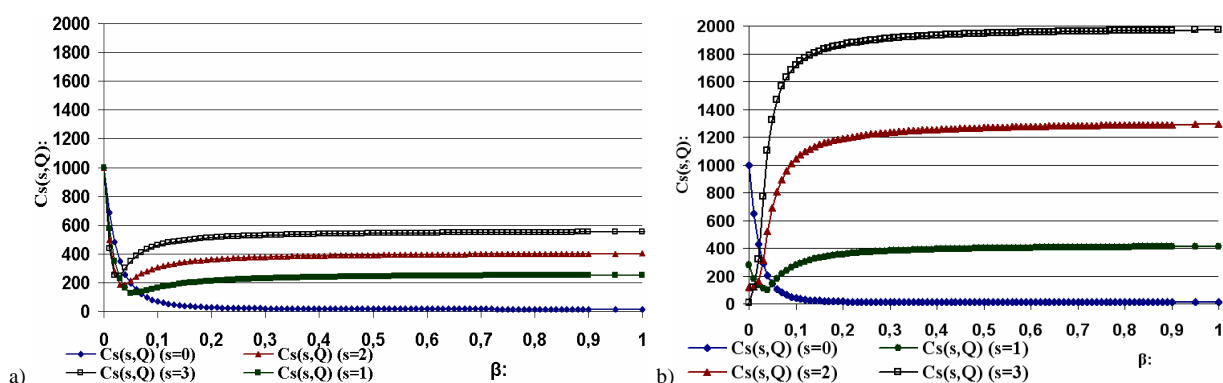 2000
1800
1600
1400
1200
1000
800
600
400
200
0
Cs(s,Q):
0 0,1 0,2 0,3 0,4 0,5 0,6 0,7 0,8 0,9 1
Cs(s,Q) (s=0) Cs(s,Q) (s=2)
Cs(s,Q) (s=3) Cs(s,Q) (s=1)
β:
a)
2000
1800
1600
1400
1200
1000
800
600
400
200
0
Cs(s,Q):
0 0,1 0,2 0,3 0,4 0,5 0,6 0,7 0,8 0,9 1
Cs(s,Q) (s=0) Cs(s,Q) (s=1)
Cs(s,Q) (s=2) Cs(s,Q) (s=3)
β:
b)